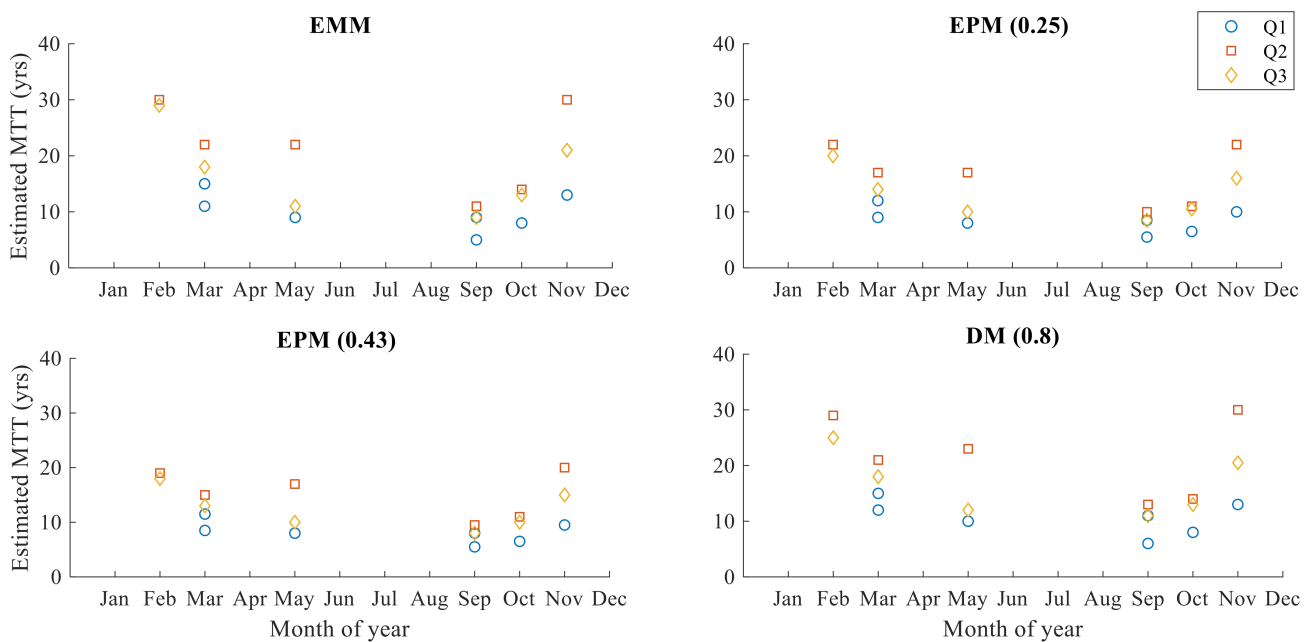 EMM
Estimated MTT (yrs)
40
30
20
10
0
Jan Feb Mar Apr May Jun Jul Aug Sep Oct Nov Dec
EPM (0.25)
Q1
Q2
Q3
40
30
20
10
0
Jan Feb Mar Apr May Jun Jul Aug Sep Oct Nov Dec
EPM (0.43)
Estimated MTT (yrs)
40
30
20
10
0
Jan Feb Mar Apr May Jun Jul Aug Sep Oct Nov Dec
Month of year
DM (0.8)
40
30
20
10
0
Jan Feb Mar Apr May Jun Jul Aug Sep Oct Nov Dec
Month of year